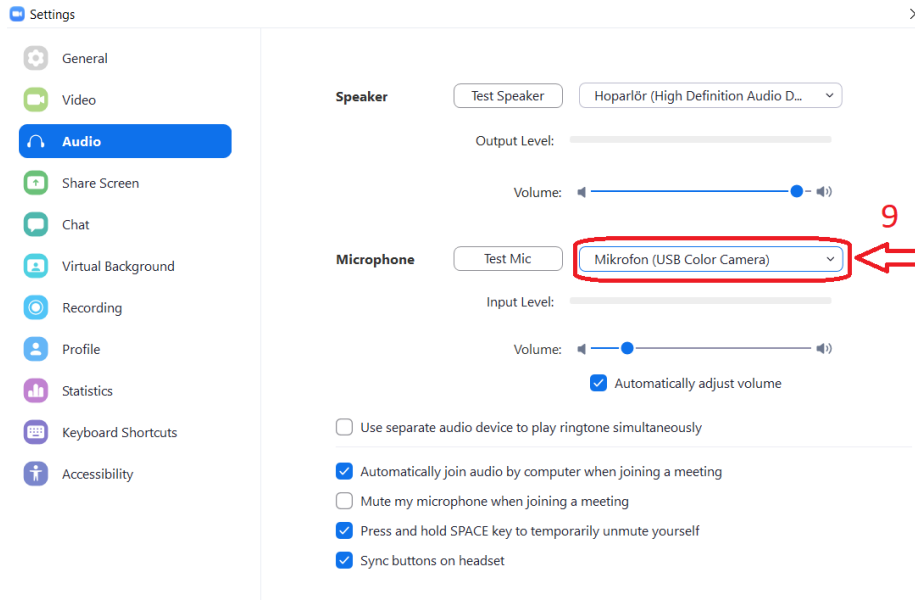 Settings
General
Video
Audio
Share Screen
Chat
Virtual Background
Recording
Profile
Statistics
Keyboard Shortcuts
Accessibility
Speaker
Test Speaker
Hoparlör (High Definition Audio D...
Output Level:
Volume:
9
Microphone
Test Mic
Mikrofon (USB Color Camera)
Input Level:
Volume:
Automatically adjust volume
Use separate audio device to play ringtone simultaneously
Automatically join audio by computer when joining a meeting
Mute my microphone when joining a meeting
Press and hold SPACE key to temporarily unmute yourself
Sync buttons on headset